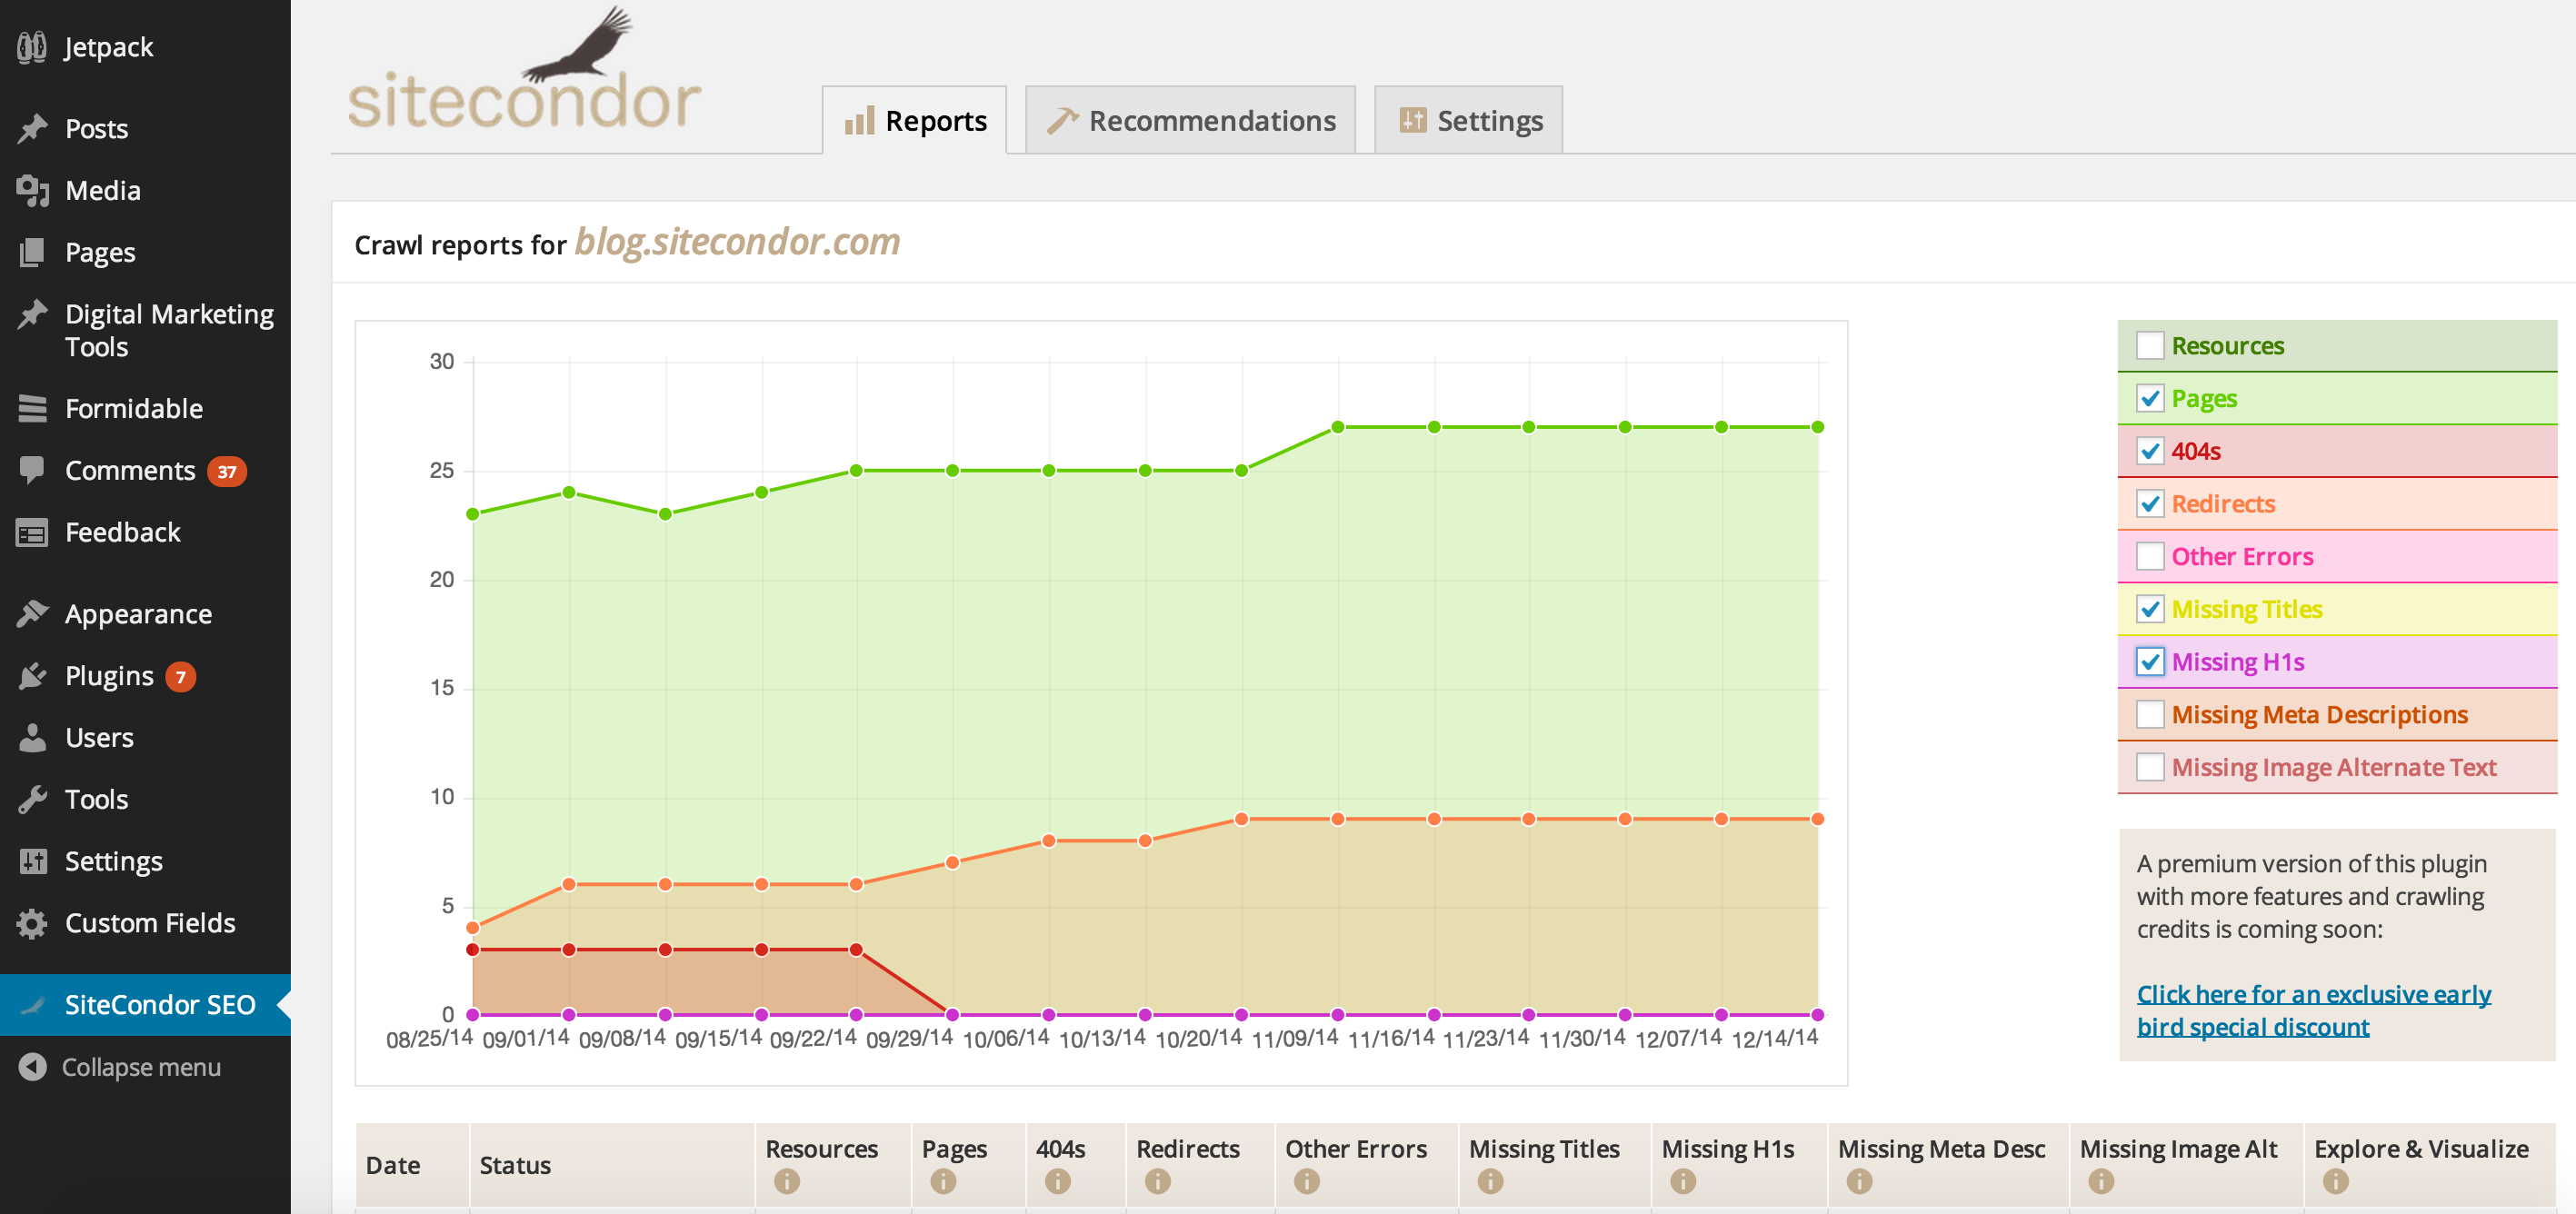 Jetpack
Posts
Media
Pages
Digital Marketing
Tools
Formidable
Comments 37
Feedback
Appearance
Plugins 7
Users
Tools
Settings
Custom Fields
SiteCondor SEO
Collapse menu
sitecondor
Reports
Recommendations
Settings
Crawl reports for blog.sitecondor.com
30
25
20
15
10
5
0
08/25/14 09/01/14 09/08/14 09/15/14 09/22/14 09/29/14 10/06/14 10/13/14 10/20/14 11/09/14 11/16/14 11/23/14 11/30/14 12/07/14 12/14/14
Resources
Pages
404s
Redirects
Other Errors
Missing Titles
Missing H1s
Missing Meta Descriptions
Missing Image Alternate Text
A premium version of this plugin
with more features and crawling
credits is coming soon:
Click here for an exclusive early
bird special discount
Date Status Resources Pages 404s Redirects Other Errors Missing Titles Missing H1s Missing Meta Desc Missing Image Alt Explore & Visualize